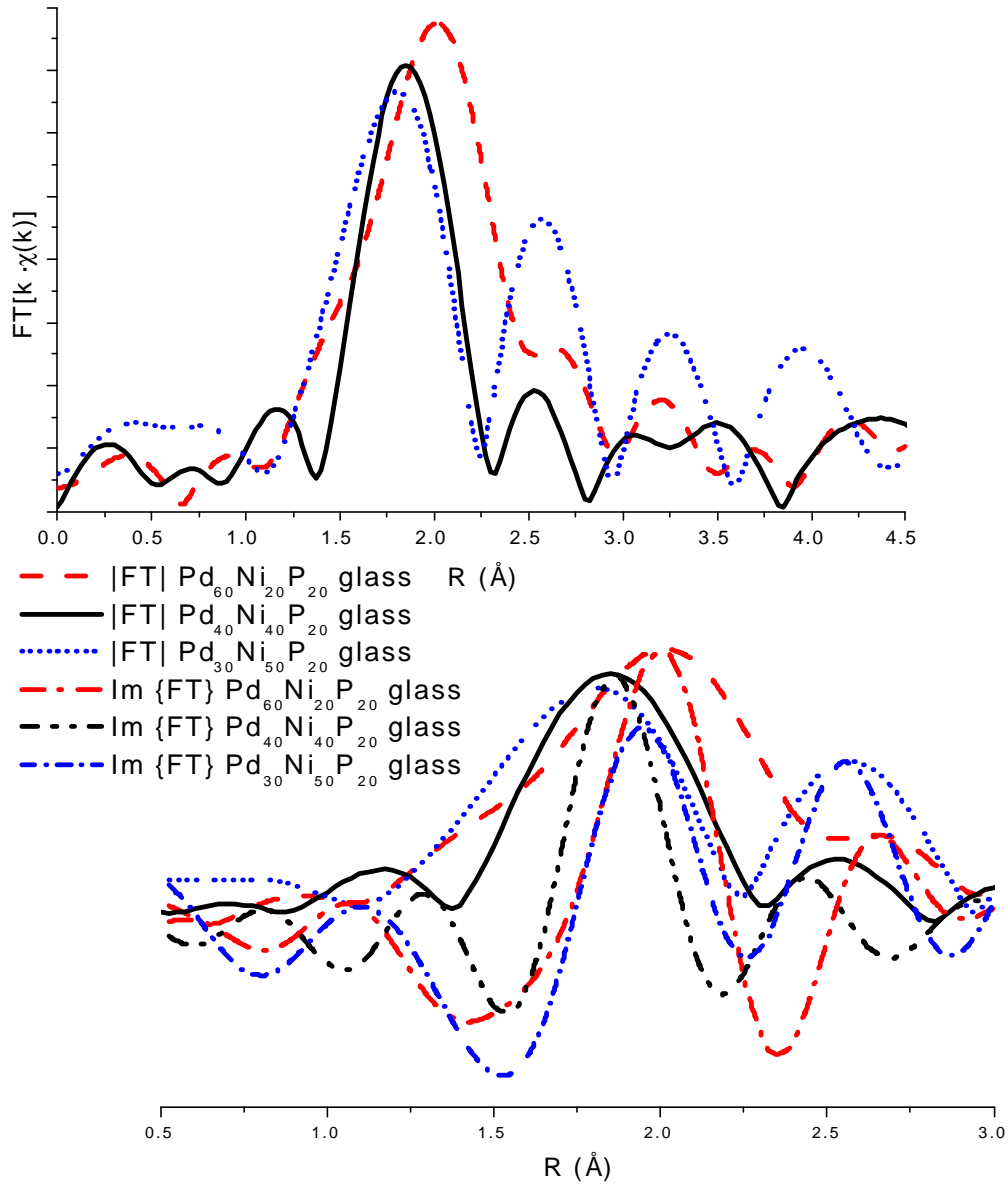 FT[k ·χ(k)]
0.0 0.5 1.0 1.5 2.0 2.5 3.0 3.5 4.0 4.5
R (Å)
|FT| Pd60Ni20P20 glass
|FT| Pd40Ni40P20 glass
|FT| Pd30Ni50P20 glass
Im {FT} Pd60Ni20P20 glass
Im {FT} Pd40Ni40P20 glass
Im {FT} Pd30Ni50P20 glass
0.5 1.0 1.5 2.0 2.5 3.0
R (Å)